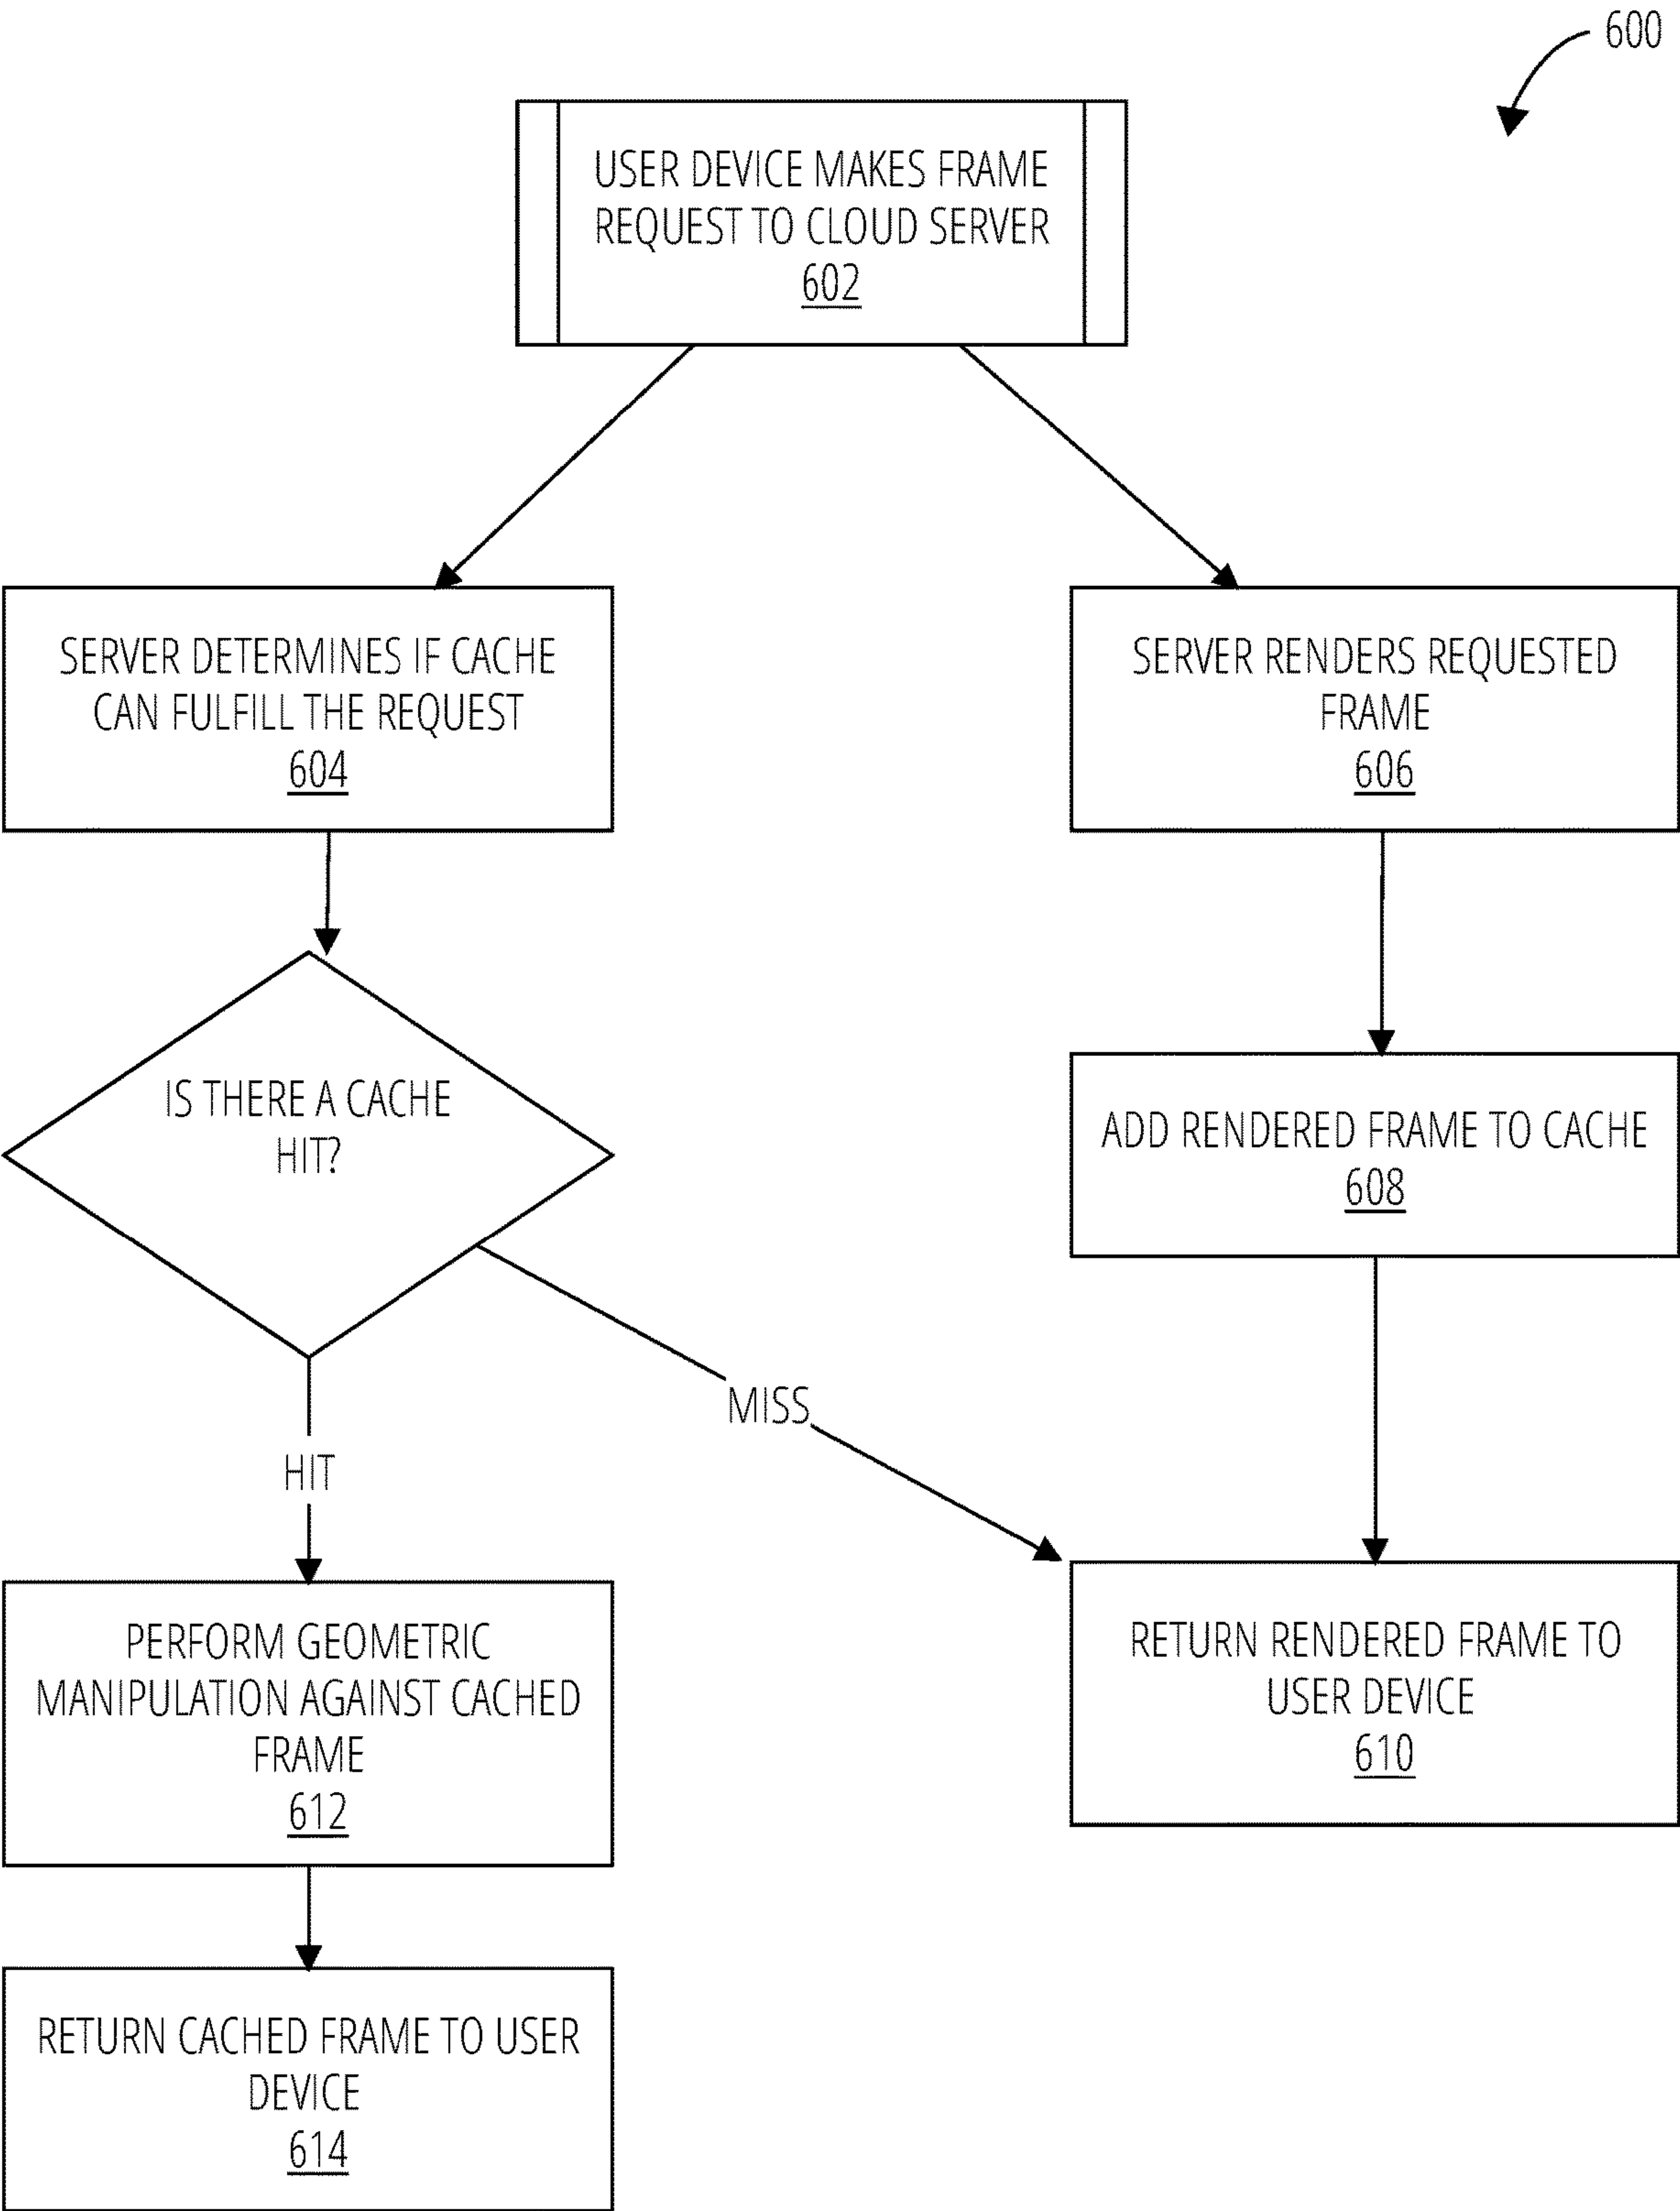 600
USER DEVICE MAKES FRAME
REQUEST TO CLOUD SERVER
602
SERVER DETERMINES IF CACHE
CAN FULFILL THE REQUEST
604
SERVER RENDERS REQUESTED
FRAME
606
IS THERE A CACHE
HIT?
ADD RENDERED FRAME TO CACHE
608
MISS
HIT
PERFORM GEOMETRIC
MANIPULATION AGAINST CACHED
FRAME
612
RETURN RENDERED FRAME TO
USER DEVICE
610
RETURN CACHED FRAME TO USER
DEVICE
614